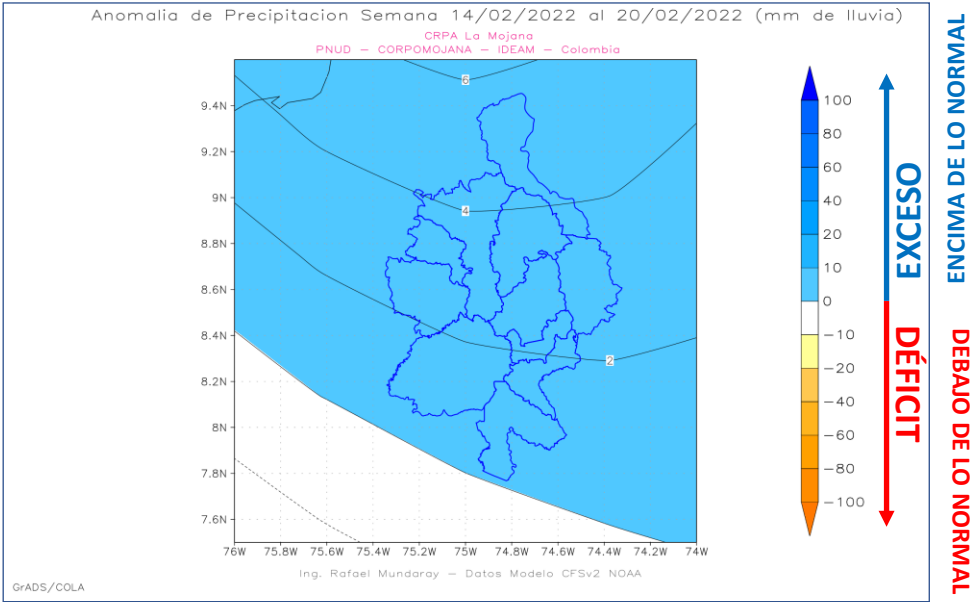 Anomalia de Precipitacion Semana 14/02/2022 al 20/02/2022 (mm de lluvia)
CRPA La Mojana
PNUD – CORPOMOJANA – IDEAM – Colombia
9.4N
9.2N
9N
8.8N
8.6N
8.4N
8.2N
8N
7.8N
7.6N
6
4
2
76W 75.8W 75.6W 75.4W 75.2W 75W 74.8W 74.6W 74.4W 74.2W 74W
Ing. Rafael Mundaray – Datos Modelo CFSv2 NOAA
GrADS/COLA
100
80
60
40
20
10
0
−10
−20
−40
−60
−80
−100
EXCESO
DÉFICIT
ENCIMA DE LO NORMAL
DEBAJO DE LO NORMAL